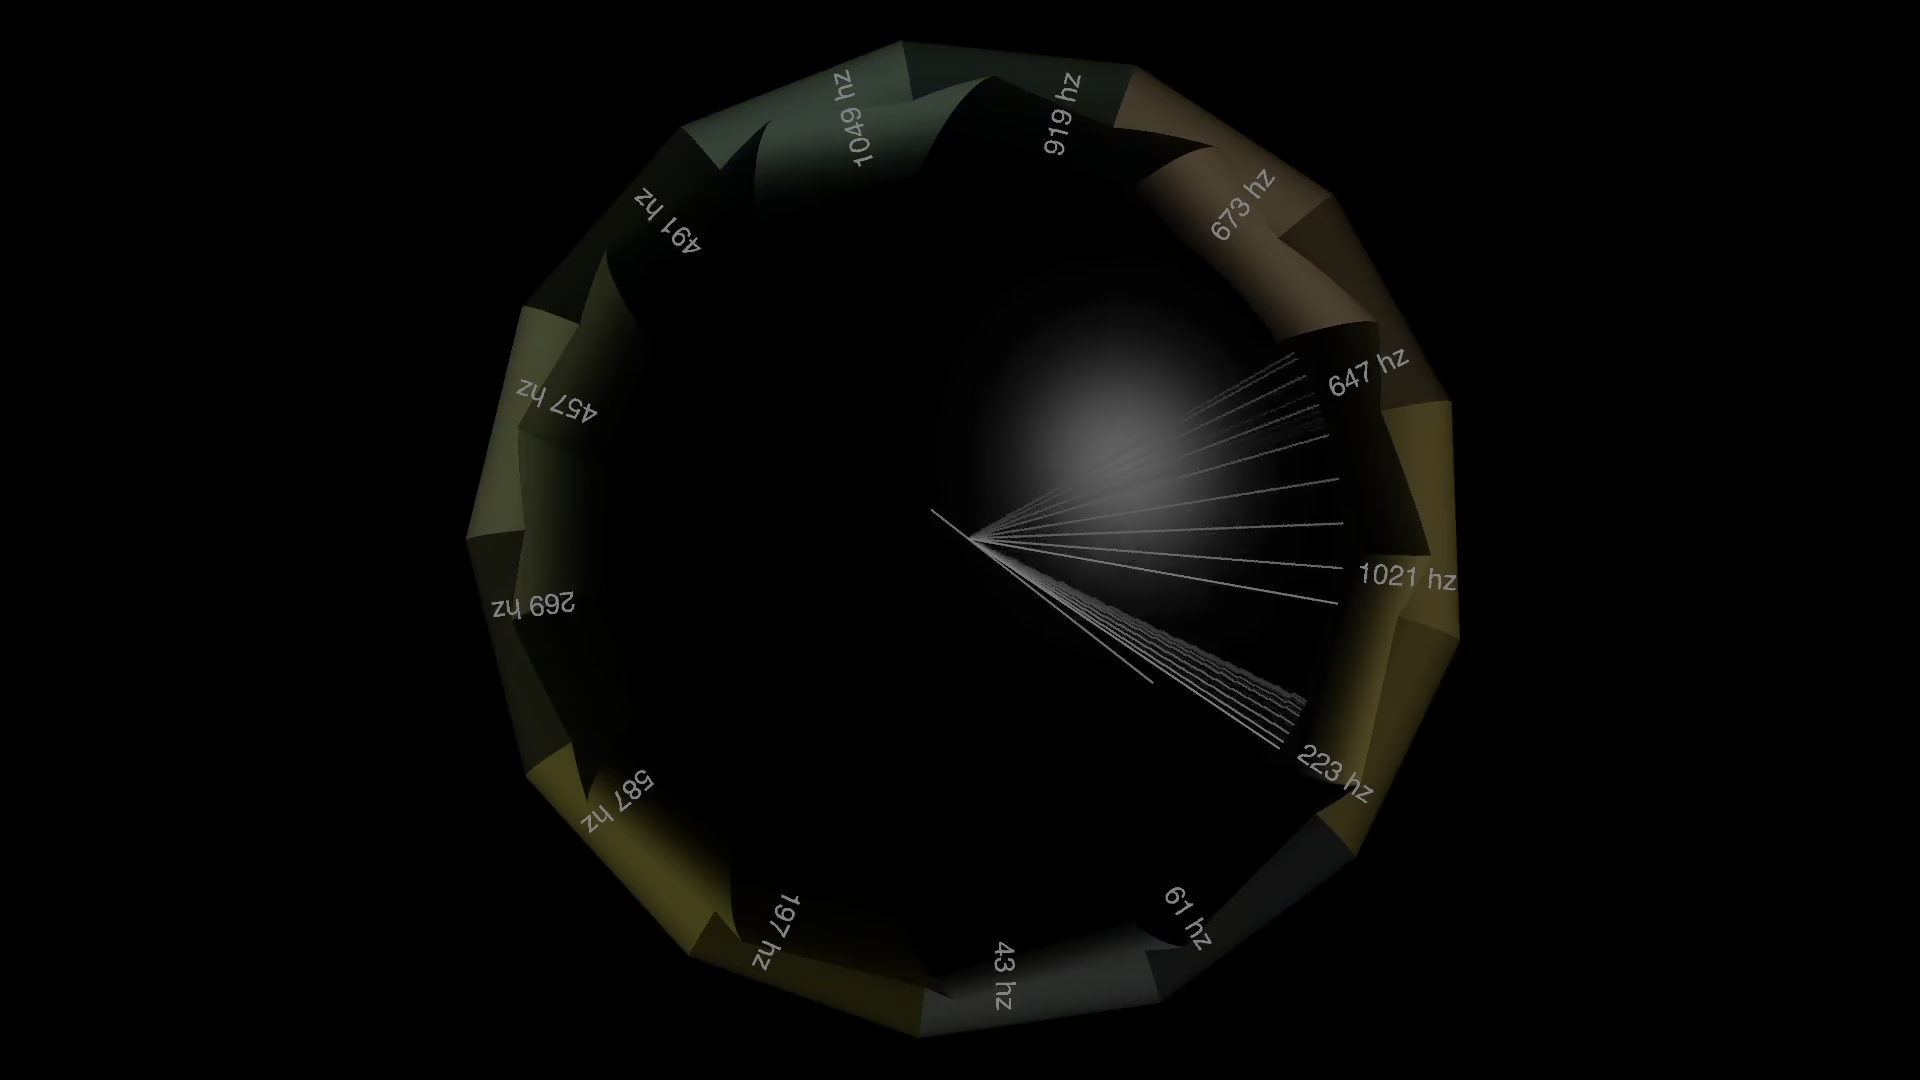 919 hz
673 hz
647 hz
1021 hz
223 hz
61 hz
43 hz
197 hz
587 hz
269 hz
457 hz
491 hz
1049 hz